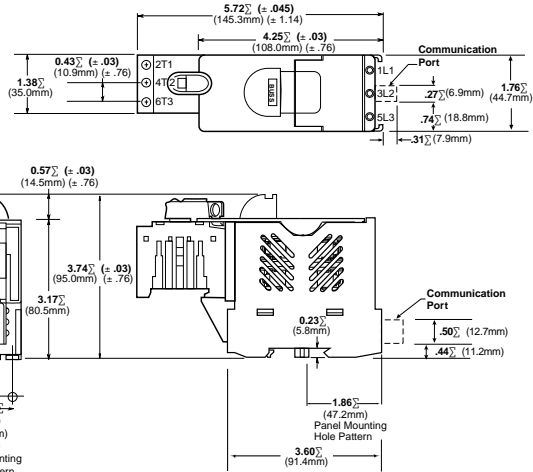 5.72∑ (± .045)
(145.3mm) (± 1.14)
4.25∑ (± .03)
(108.0mm) (± .76)
Communication
Port
0.43∑ (± .03)
(10.9mm) (± .76)
2T1
4T2
6T3
1.38∑
(35.0mm)
BUSS
1L1
3L2
5L3
.27∑ (6.9mm)
.74∑ (18.8mm)
.31∑ (7.9mm)
1.76∑
(44.7mm)
0.57∑ (± .03)
(14.5mm) (± .76)
3.74∑ (± .03)
(95.0mm) (± .76)
3.17∑
(80.5mm)
0.23∑
(5.8mm)
Communication
Port
.50∑ (12.7mm)
.44∑ (11.2mm)
1.86∑
(47.2mm)
Panel Mounting
Hole Pattern
3.60∑
(91.4mm)